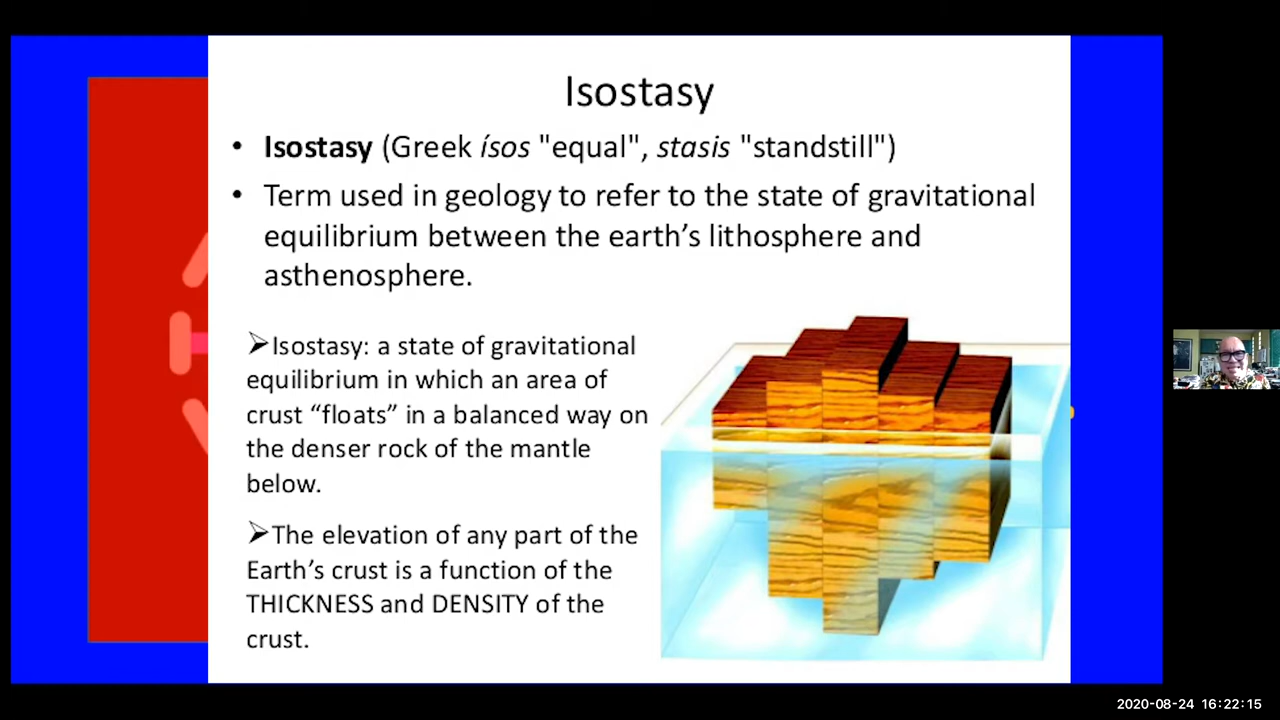 Isostasy
• Isostasy (Greek ísos "equal", stasis "standstill")
• Term used in geology to refer to the state of gravitational
equilibrium between the earth’s lithosphere and
asthenosphere.
➢Isostasy: a state of gravitational
equilibrium in which an area of
crust “floats” in a balanced way on
the denser rock of the mantle
below.
➢The elevation of any part of the
Earth’s crust is a function of the
THICKNESS and DENSITY of the
crust.
2020-08-24 16:22:15